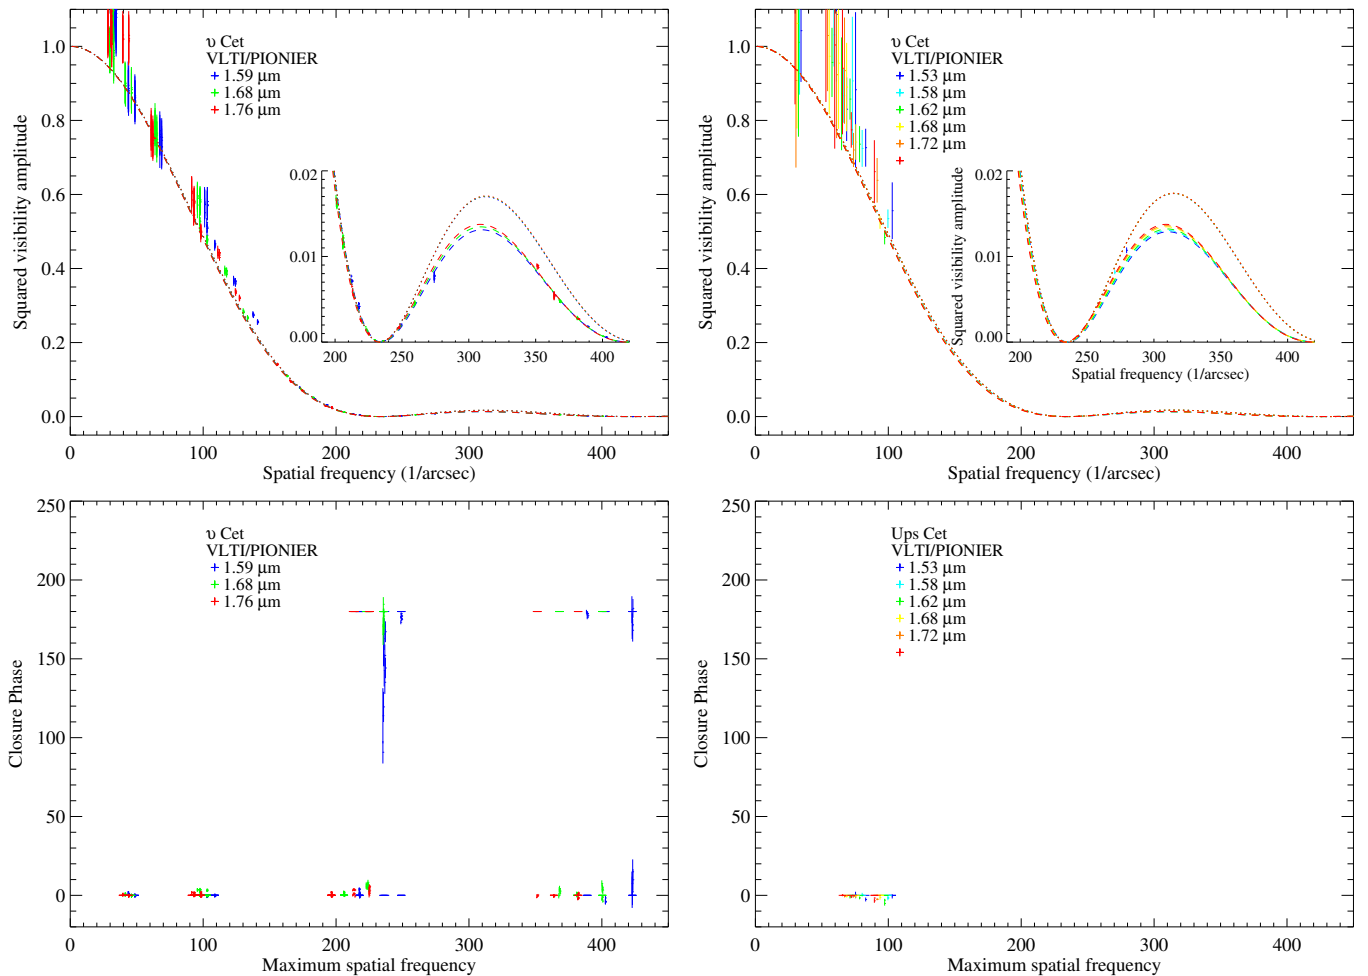 υ Cet
VLTI/PIONIER
1.59 μm
1.68 μm
1.76 μm
1.0
0.8
0.6
0.4
0.2
0.0
Squared visibility amplitude
0.02
0.01
0.00
200 250 300 350 400
0 100 200 300 400
Spatial frequency (1/arcsec)
υ Cet
VLTI/PIONIER
1.53 μm
1.58 μm
1.62 μm
1.68 μm
1.72 μm
1.0
0.8
0.6
0.4
0.2
0.0
Squared visibility amplitude
0.02
0.01
0.00
Squared visibility amplitude
200 250 300 350 400
Spatial frequency (1/arcsec)
0 100 200 300 400
Spatial frequency (1/arcsec)
υ Cet
VLTI/PIONIER
1.59 μm
1.68 μm
1.76 μm
250
200
150
100
50
0
Closure Phase
0 100 200 300 400
Maximum spatial frequency
Ups Cet
VLTI/PIONIER
1.53 μm
1.58 μm
1.62 μm
1.68 μm
1.72 μm
250
200
150
100
50
0
Closure Phase
0 100 200 300 400
Maximum spatial frequency